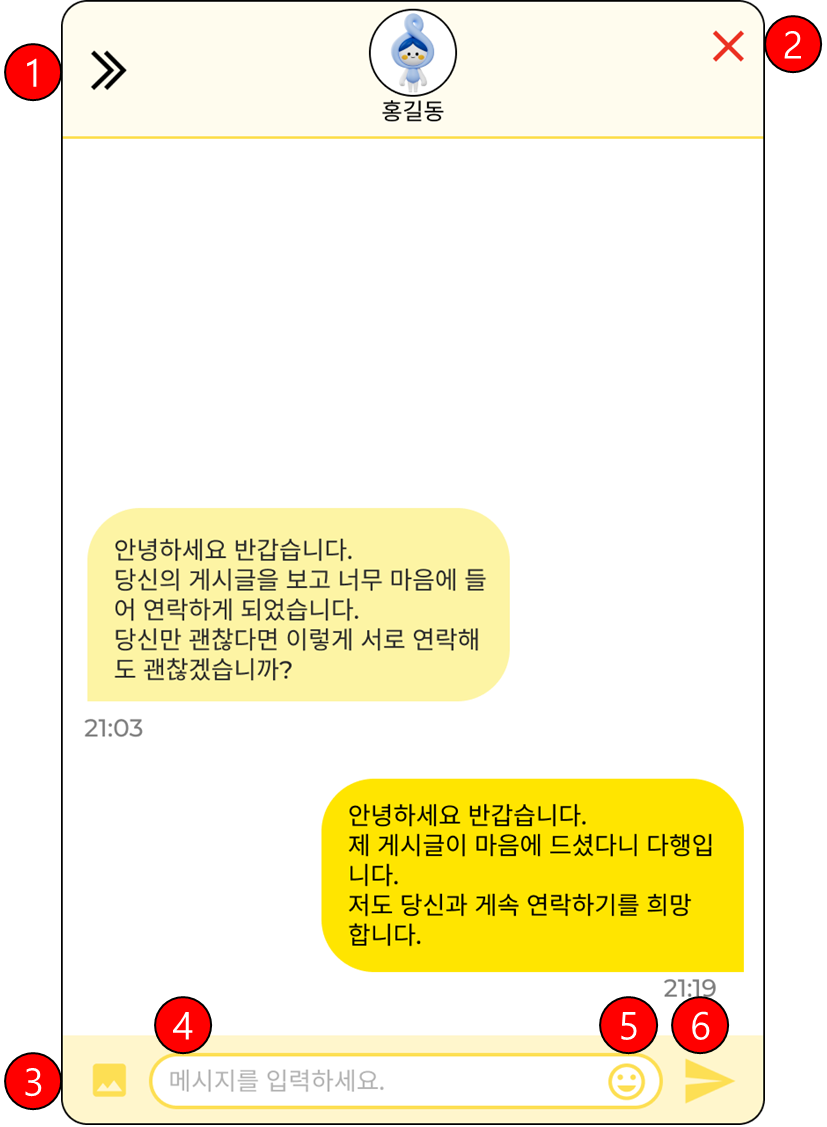 1
2
홍길동
안녕하세요 반갑습니다.
당신의 게시글을 보고 너무 마음에 들
어 연락하게 되었습니다.
당신만 괜찮다면 이렇게 서로 연락해
도 괜찮겠습니까?
21:03
안녕하세요 반갑습니다.
제 게시글이 마음에 드셨다니 다행입
니다.
저도 당신과 게속 연락하기를 희망
합니다.
21:19
4
5
6
3
메시지를 입력하세요.